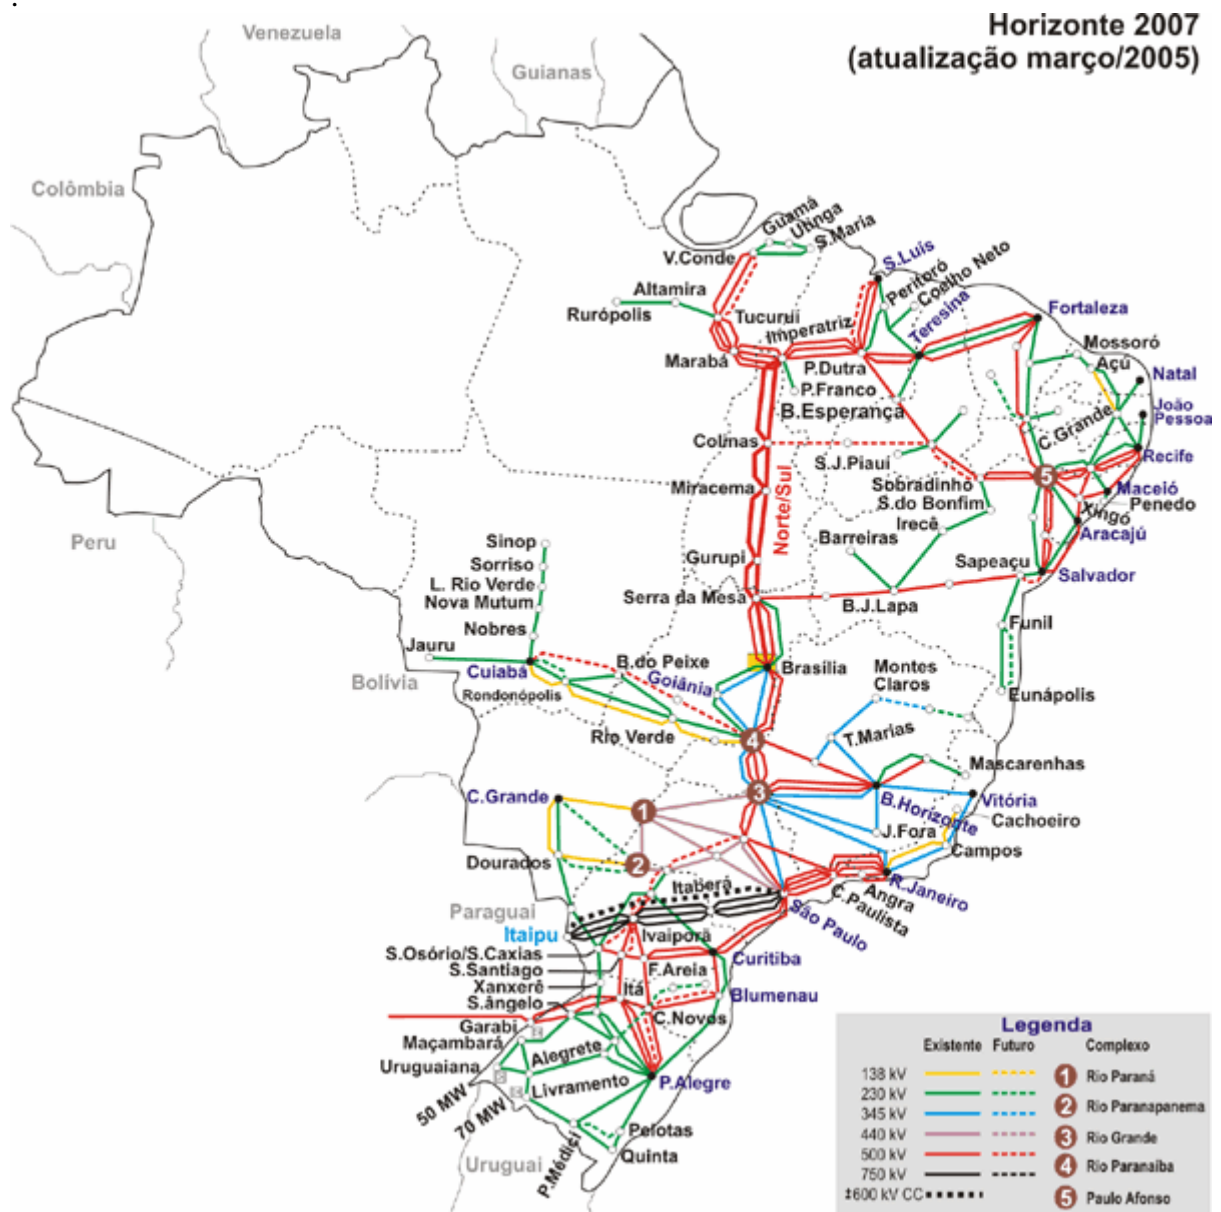 Horizonte 2007
(atualização março/2005)
Venezuela
Guianas
Colômbia
Guamá
Utinga
S.Maria
V.Conde
S.Luís
Peritoró
Coelho Neto
Altamira
Rurópolis
Tucuruí
Imperatriz
Teresina
Fortaleza
Marabá
P.Dutra
P.Franco
B.Esperança
Mossoró
Açú
Natal
João
Pessoa
C.Grande
Colmas
S.J.Piauí
Recife
Miracema
Norte/Sul
Sobradinho
S.do Bonfim
Irecê
5
Maceió
Penedo
Xingó
Aracajú
Peru
Sinop
Sorriso
L. Rio Verde
Nova Mutum
Nobres
Gurupi
Barreiras
Sapeaçu
Salvador
Serra da Mesa
B.J.Lapa
Funil
Jauru
Cuiabá
Bolívia
Rondonópolis
B.do Peixe
Goiânia
Brasília
Montes
Claros
Eunápolis
Rio Verde
4
T.Marias
Mascarenhas
C.Grande
1
3
B.Horizonte
Vitória
Cachoeiro
J.Fora
Campos
Dourados
2
Itaberá
R.Janeiro
Angra
C.Paulista
São Paulo
Paraguai
Itaipu
Ivaiporã
S.Osório/S.Caxias
S.Santiago
Xanxerê
S.ângelo
F.Areia
Curitiba
Itá
Blumenau
Garabi
C.Novos
Maçambará
Uruguaiana
Alegrete
Livramento
P.Alegre
50 MW
70 MW
Pelotas
Quinta
P.Médici
Uruguai
Legenda
Existente Futuro Complexo
138 kV 1 Rio Paraná
230 kV 2 Rio Paranapanema
345 kV
440 kV 3 Rio Grande
500 kV 4 Rio Paranaíba
750 kV
±600 kV CC 5 Paulo Afonso